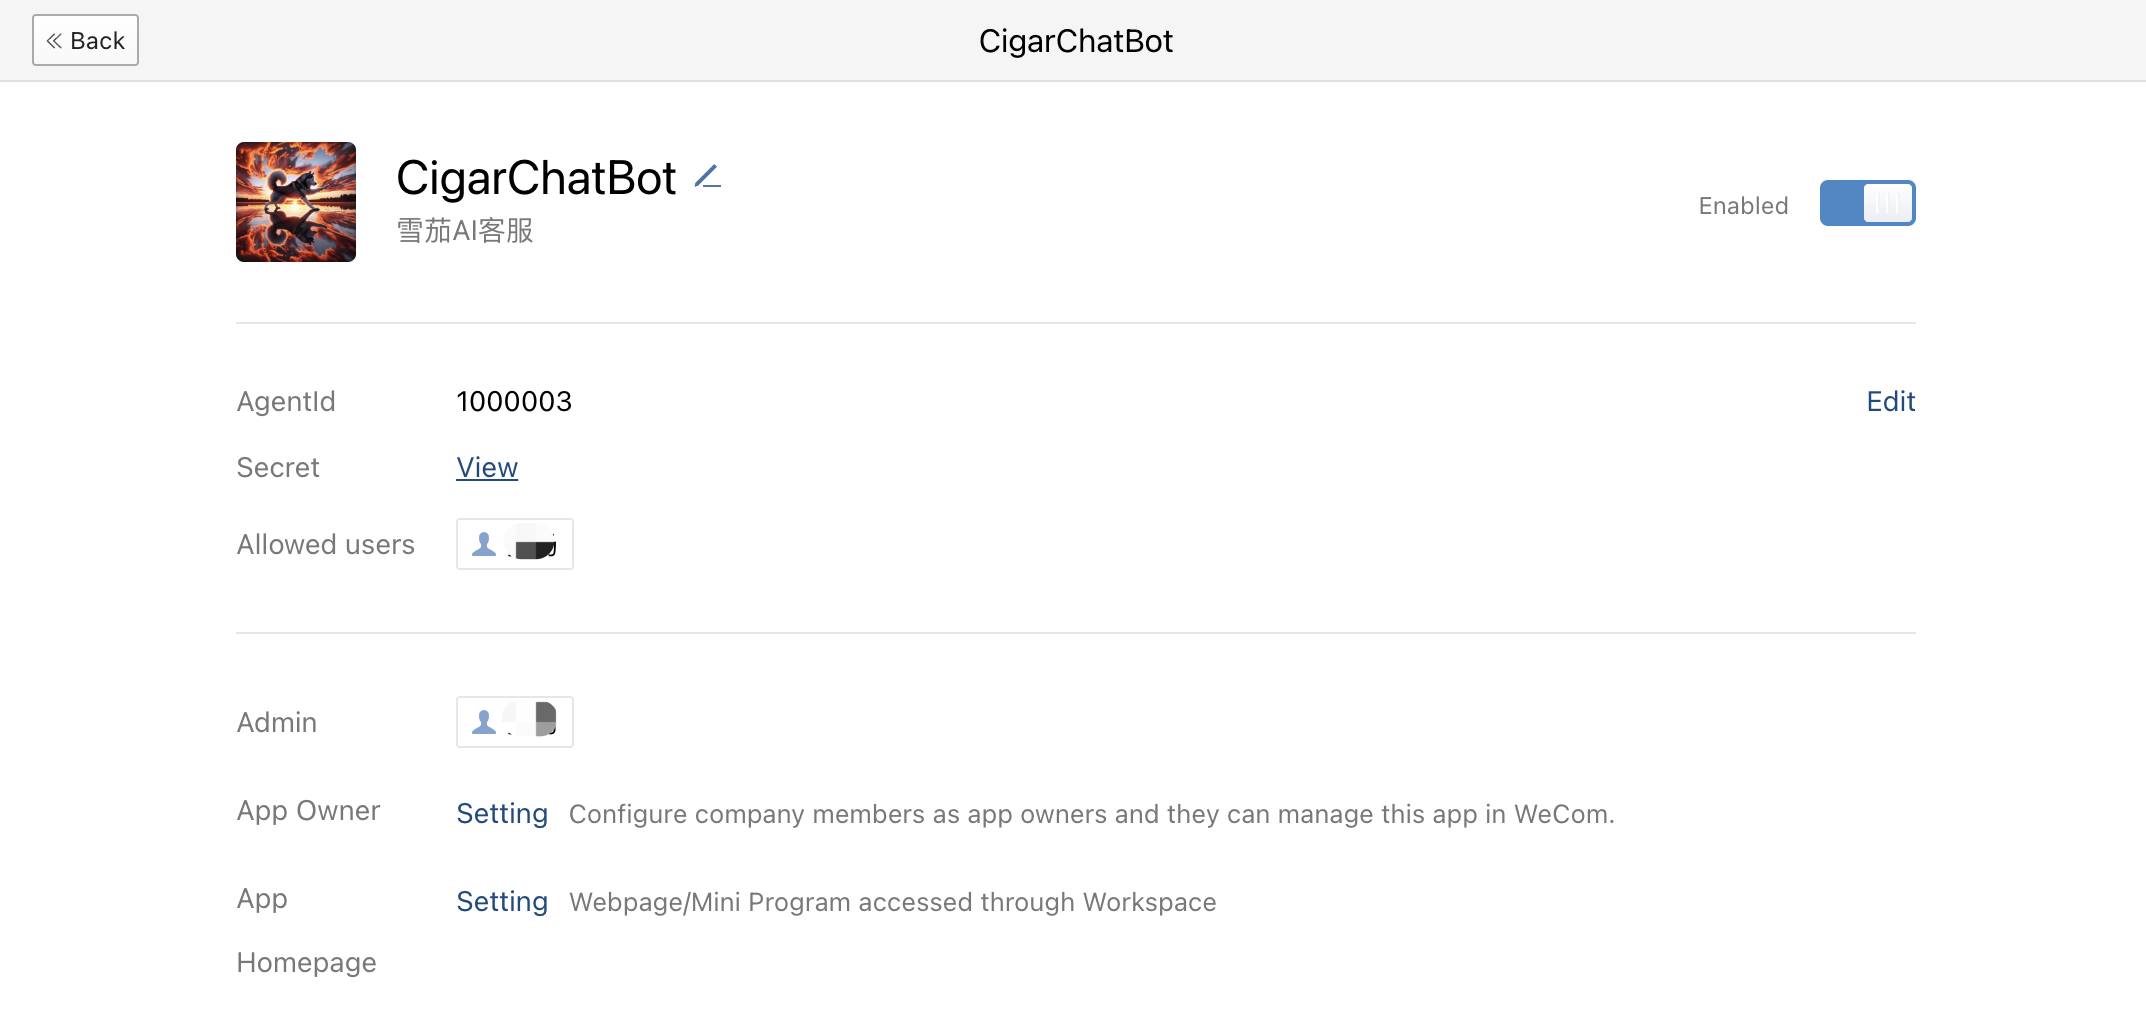 Back
CigarChatBot
CigarChatBot
雪茄AI客服
Enabled
AgentId 1000003 Edit
Secret View
Allowed users
Admin
App Owner Setting Configure company members as app owners and they can manage this app in WeCom.
App Setting Webpage/Mini Program accessed through Workspace
Homepage